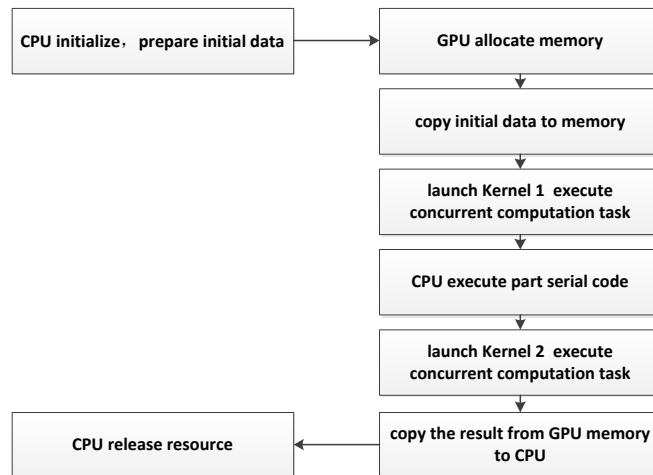 CPU initialize，prepare initial data
GPU allocate memory
copy initial data to memory
launch Kernel 1 execute
concurrent computation task
CPU execute part serial code
launch Kernel 2 execute
concurrent computation task
copy the result from GPU memory
to CPU
CPU release resource